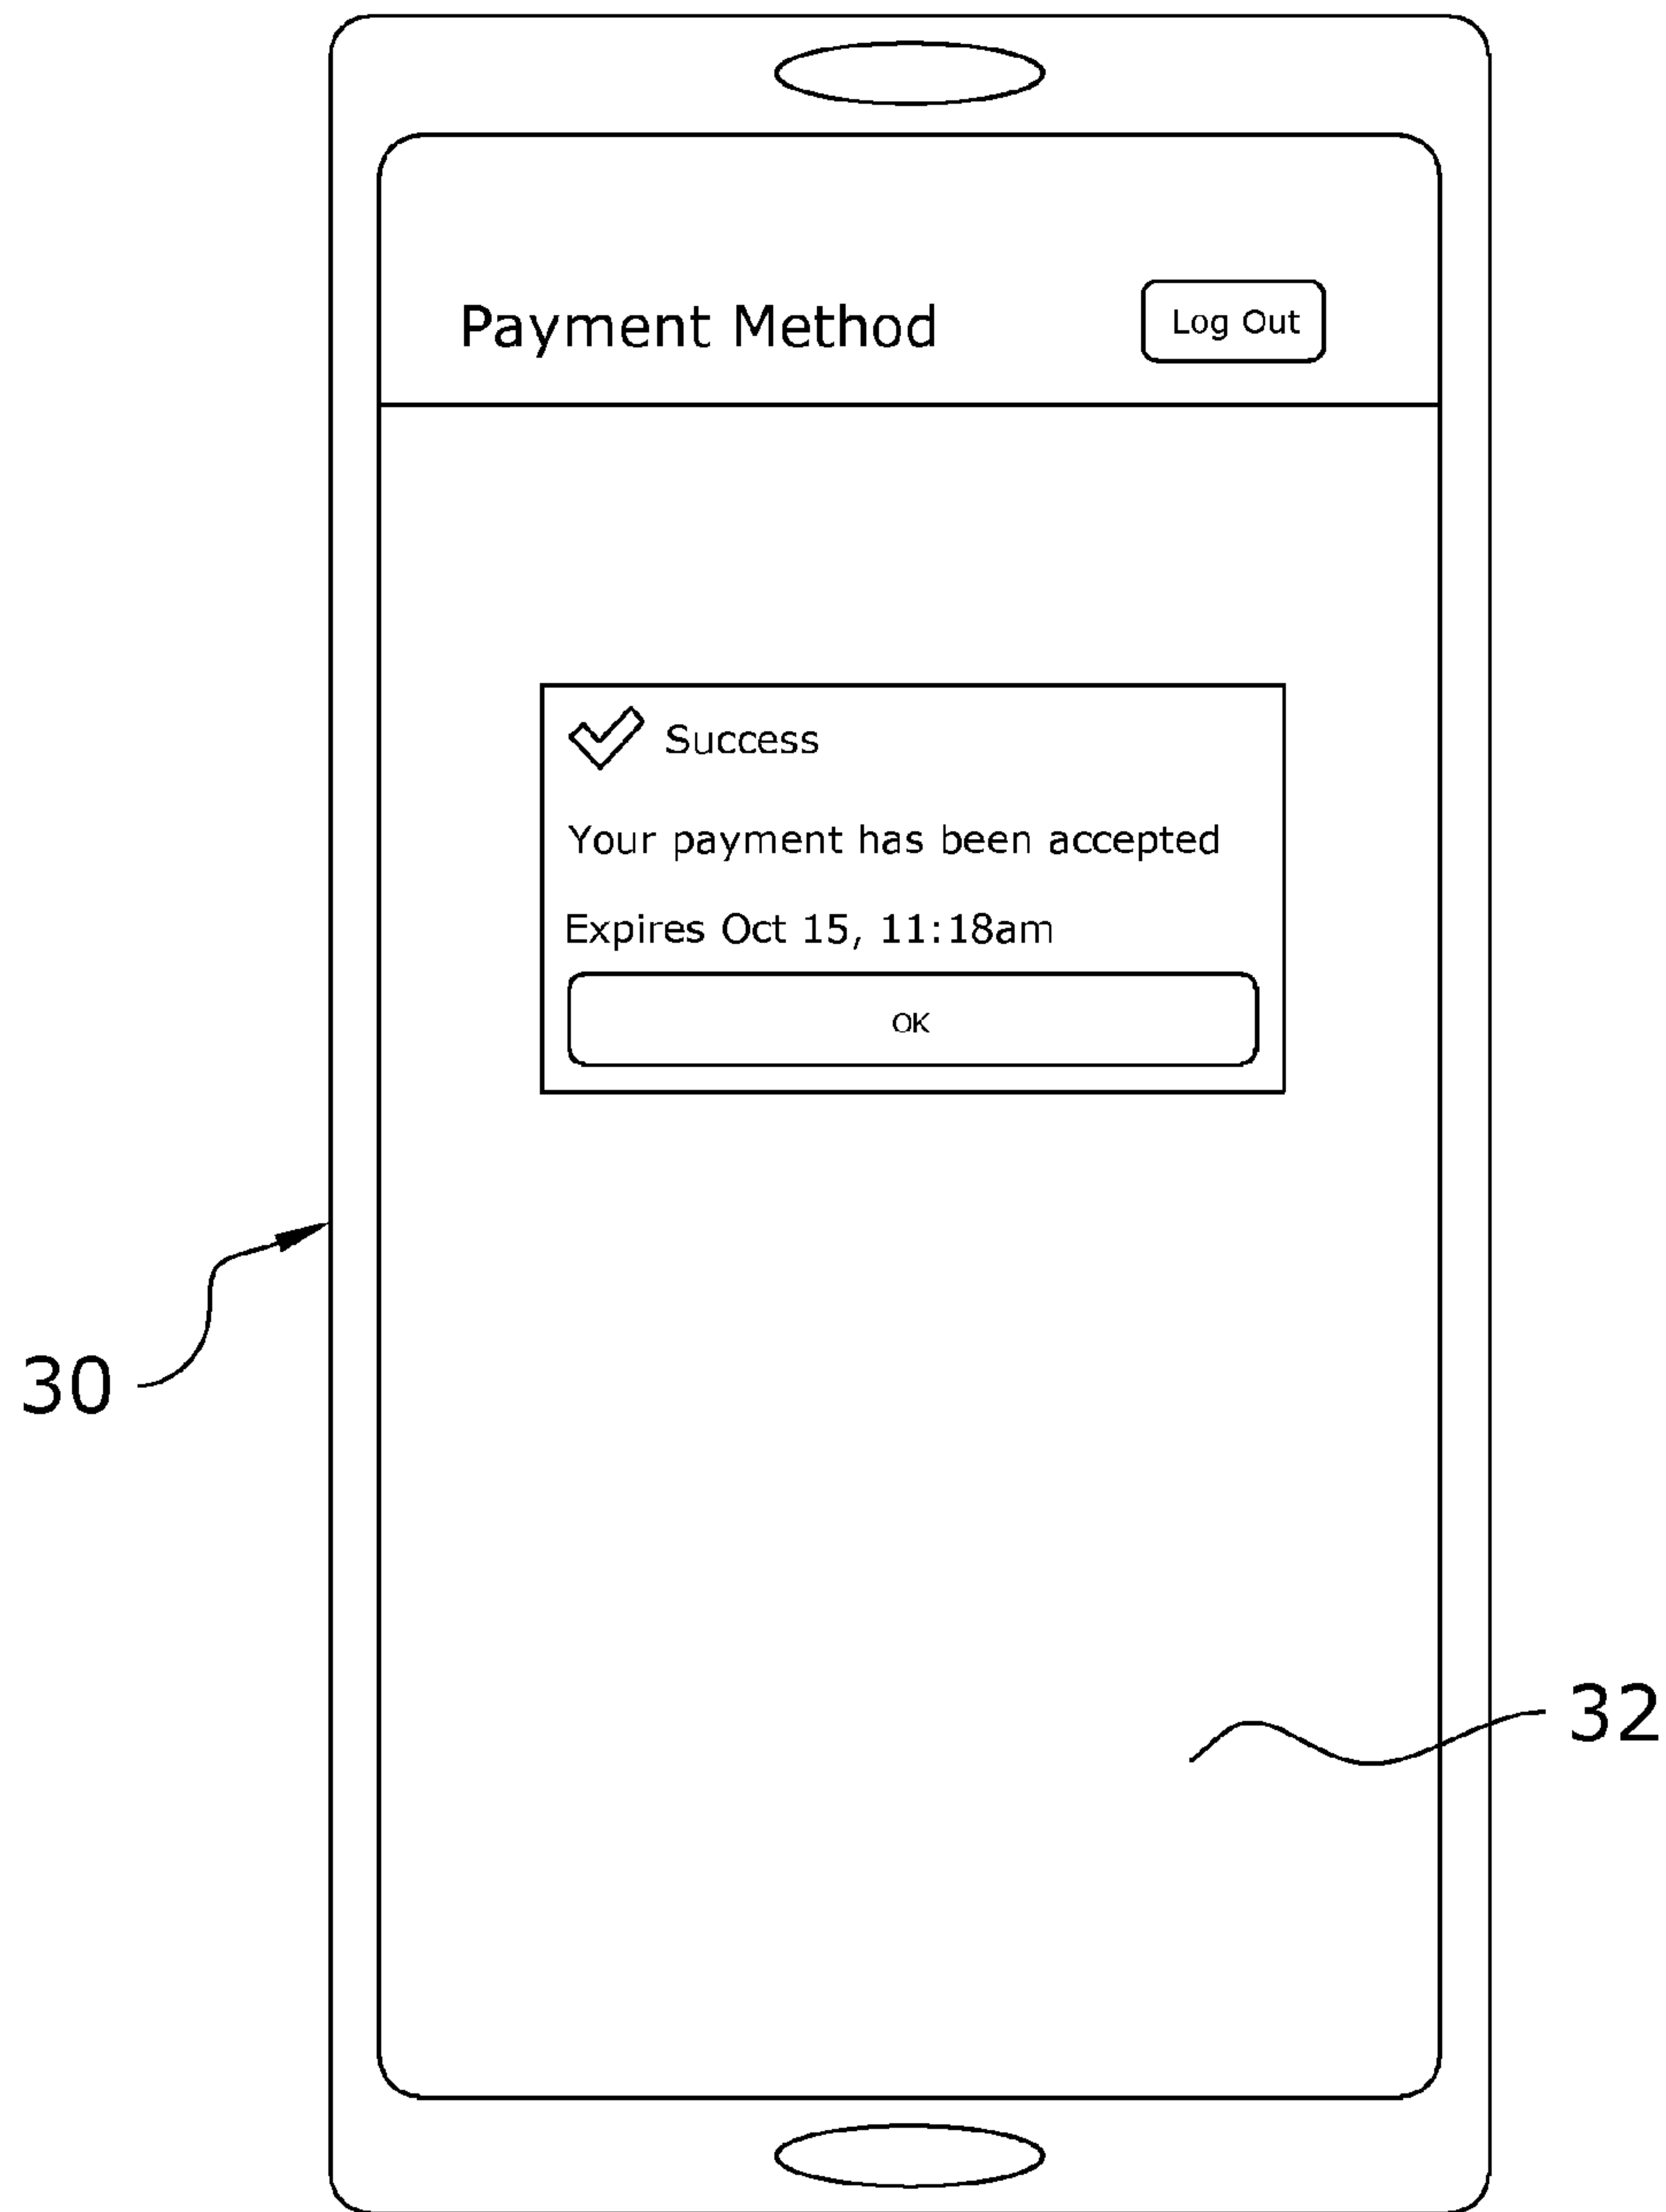 Payment Method
Log Out
Success
Your payment has been accepted
Expires Oct 15, 11:18am
OK
30
32